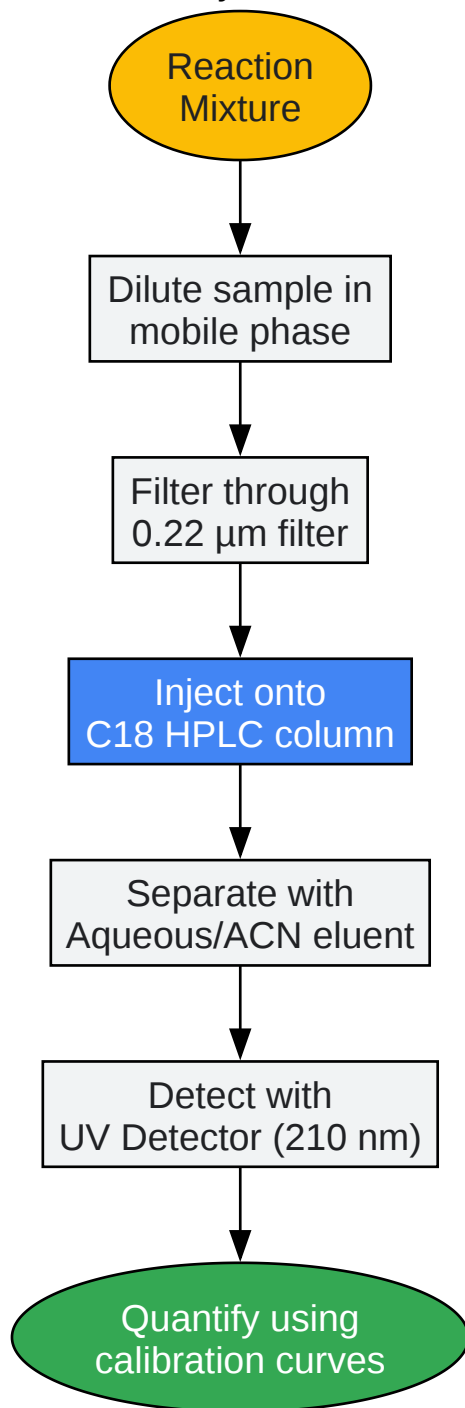 Reaction
Mixture
Dilute sample in
mobile phase
Filter through
0.22 µm filter
Inject onto
C18 HPLC column
Separate with
Aqueous/ACN eluent
Detect with
UV Detector (210 nm)
Quantify using
calibration curves